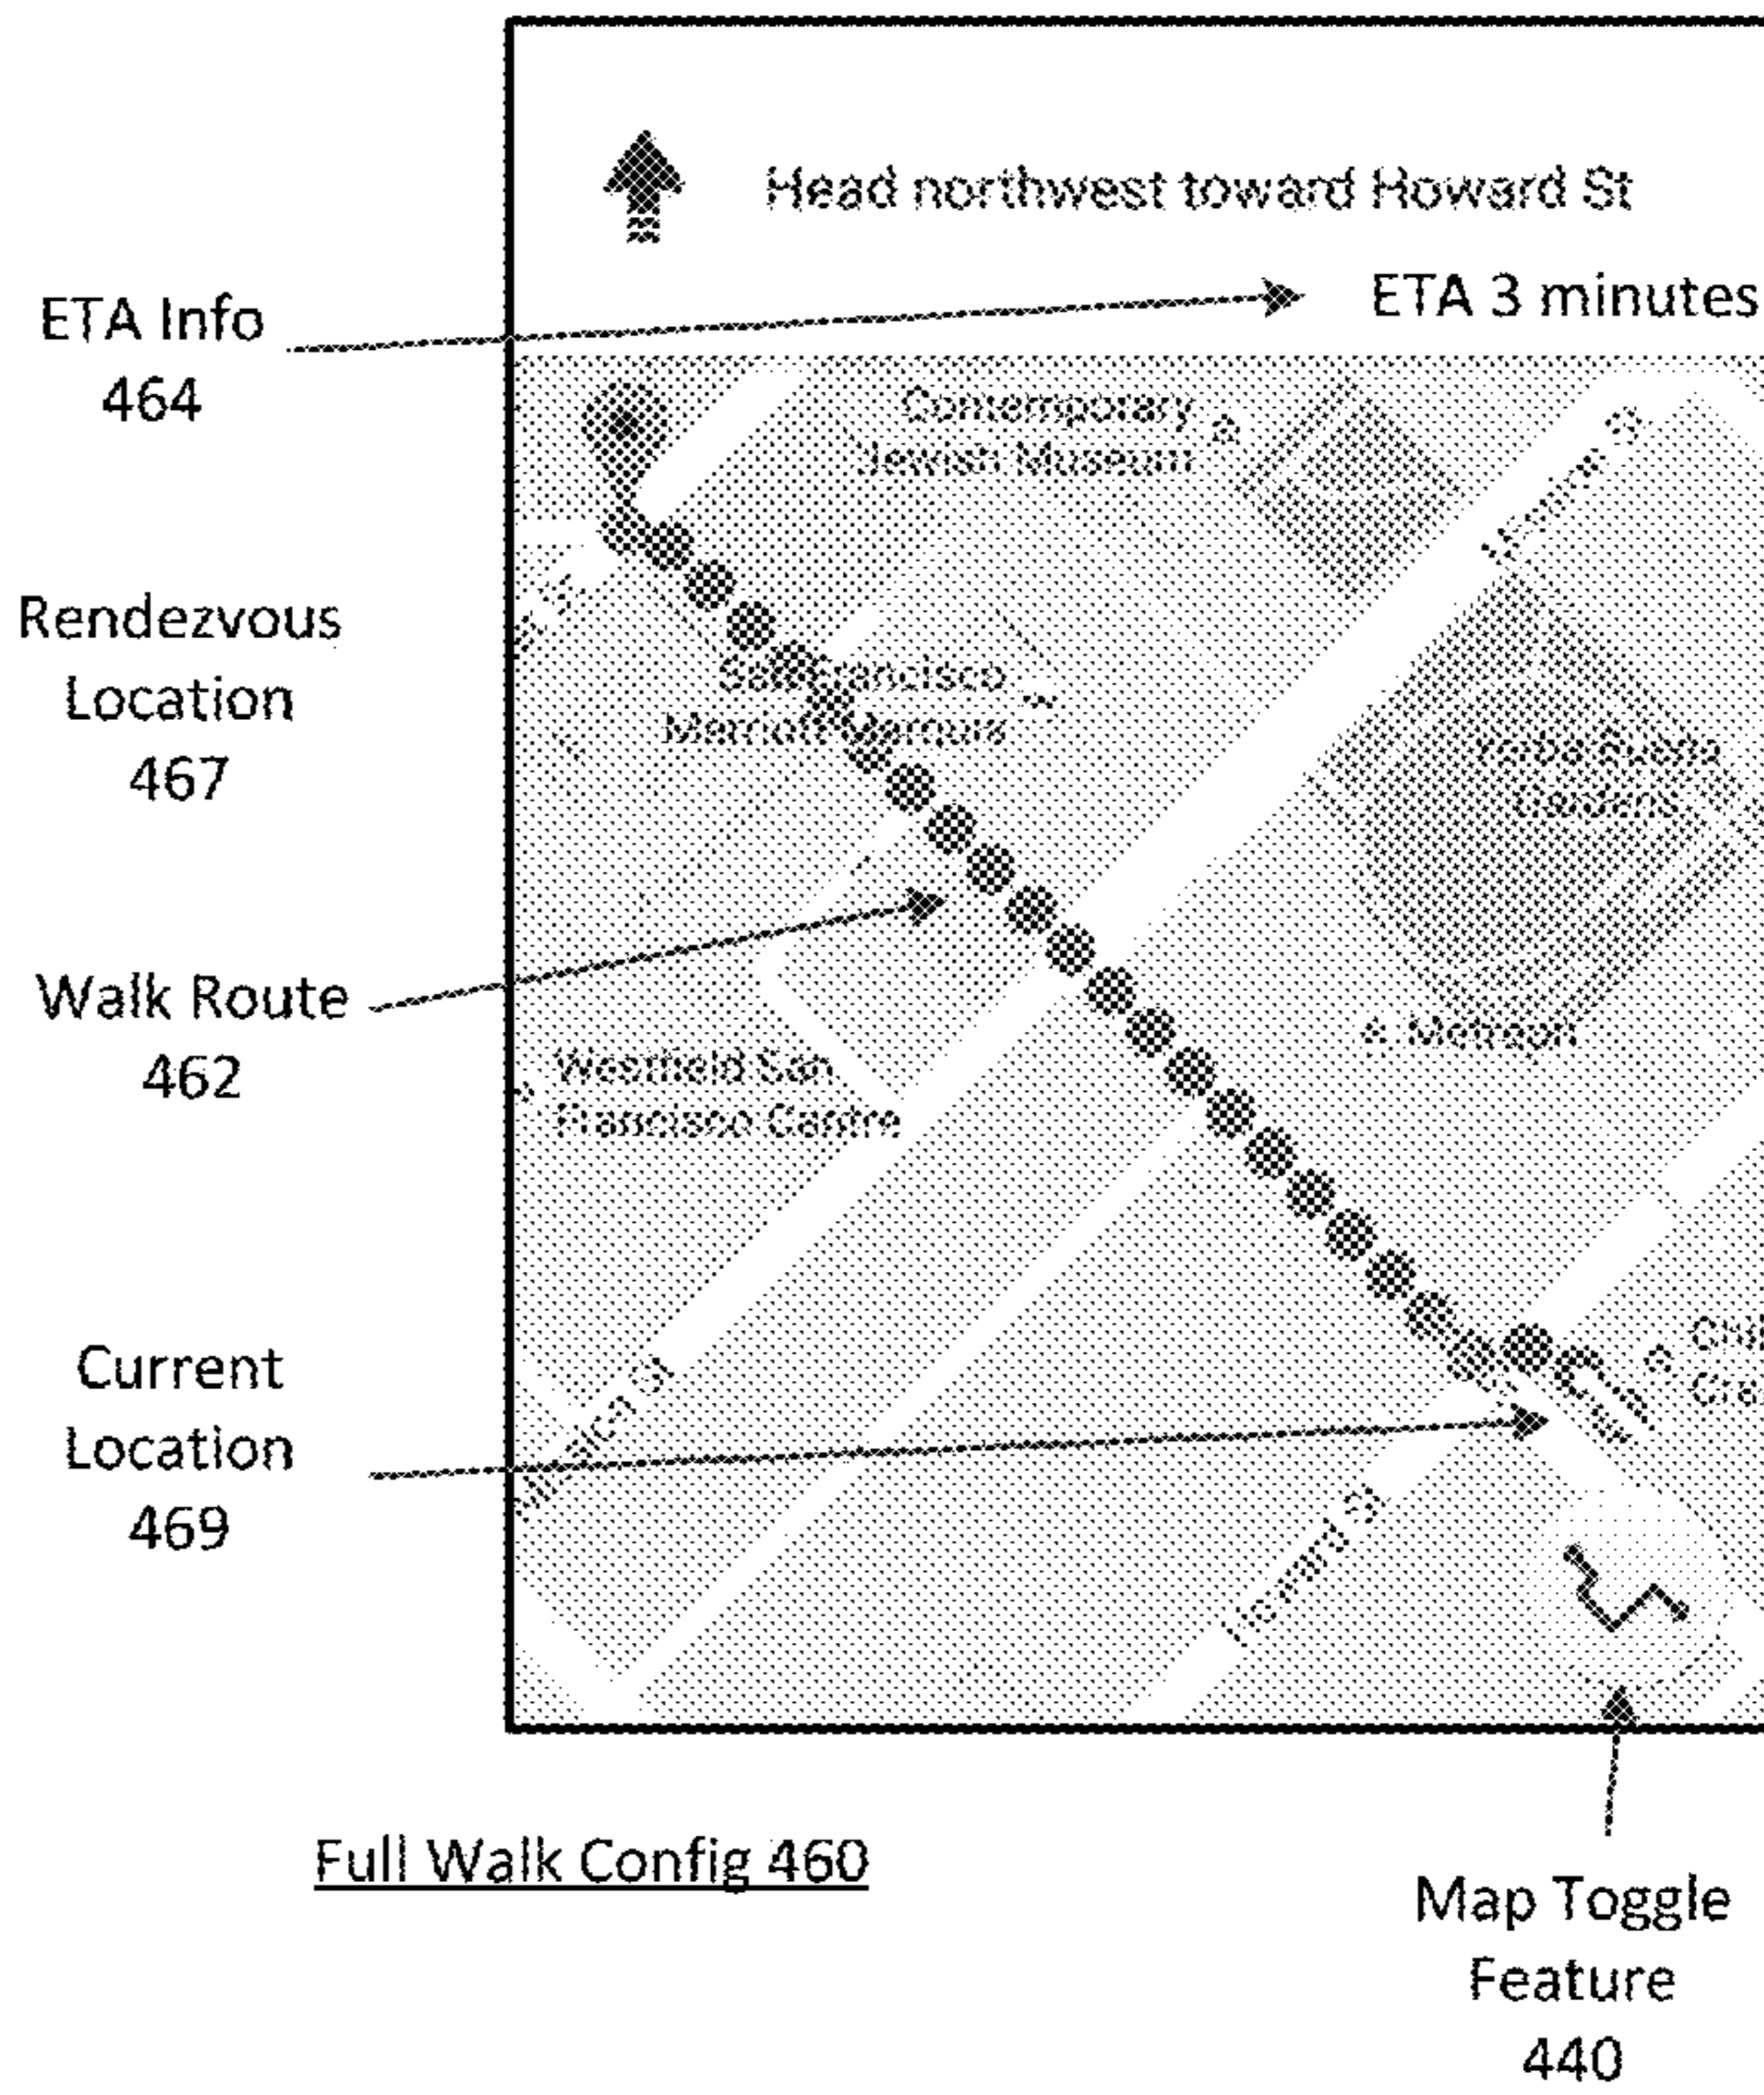 Head northwest toward Howard St
ETA Info
464
ETA 3 minutes
Contemporary
Jewish Museum
Mission St
Rendezvous
Location
467
San Francisco
Marriott Marquis
Yerba Buena
Gardens
Walk Route
462
Metreon
Westfield San
Francisco Centre
Current
Location
469
Howard St
Full Walk Config 460
Map Toggle
Feature
440